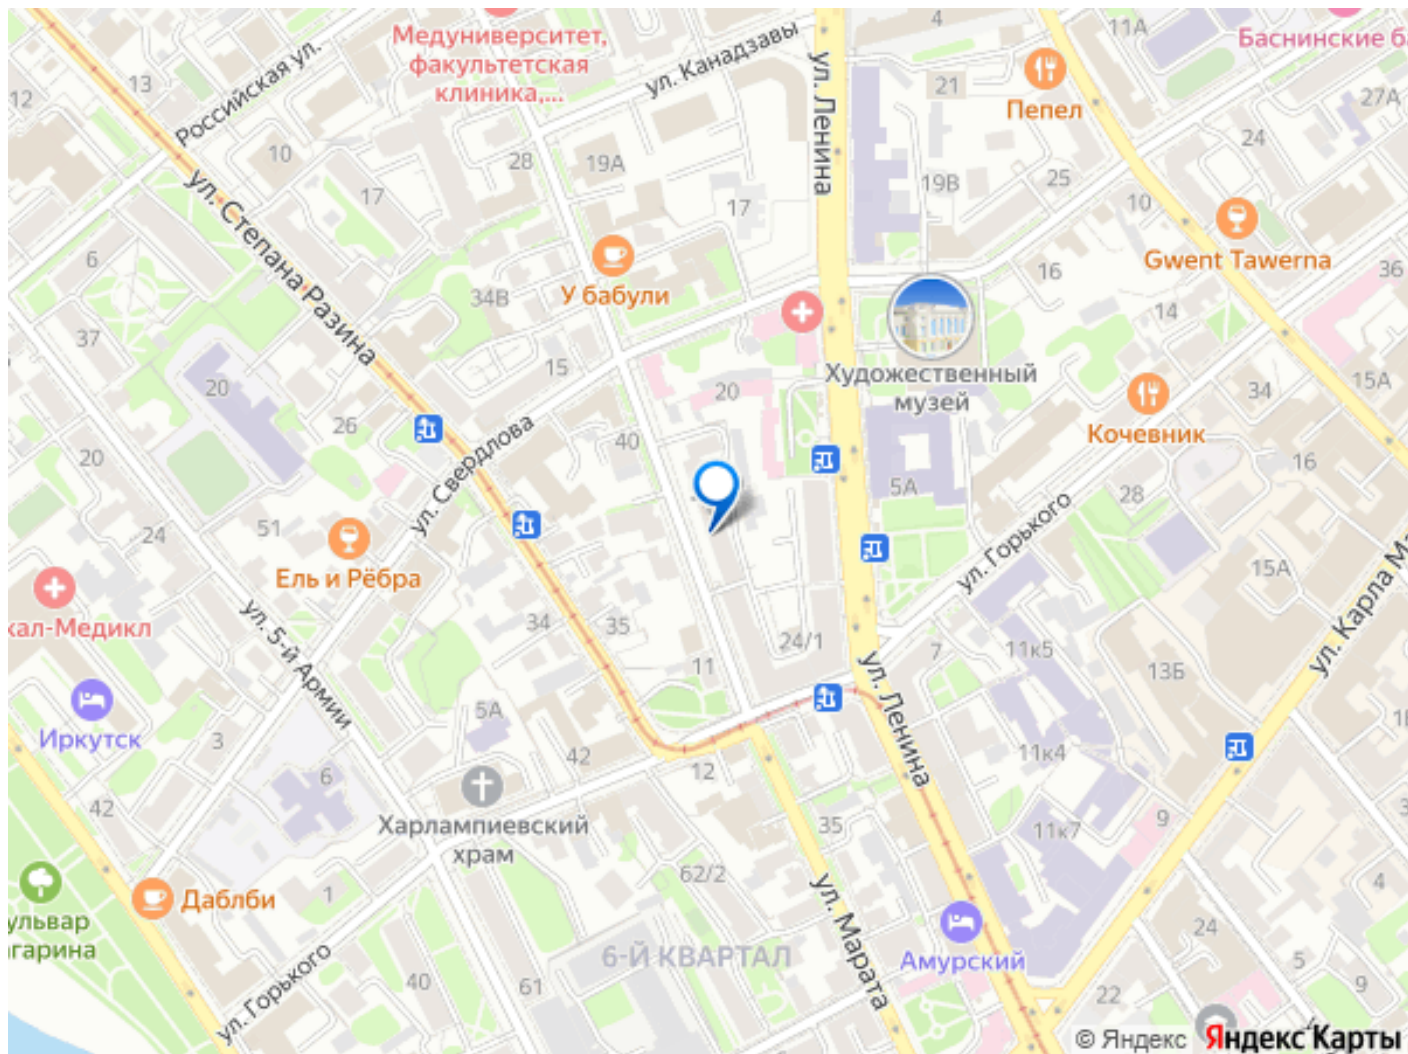 4
11А
Медуниверситет,
факультетская
клиника,...
ул. Канадзавы
ул. Ленина
21
Пепел
Баснинские ба
13
12
Российская ул.
27А
24
10
28
19А
17
17
19В
25
10
ул. Степана Разина
6
34В
У бабули
16
Gwent Tawerna
36
14
37
15
20
20
Художественный
музей
34
15А
26
40
Кочевник
20
ул. Свердлова
5А
16
28
24
51
ул. Горького
Ель и Рёбра
15А
кал-Медикл
ул. 5-й Армии
34
35
24/1
11
7
11к5
13Б
ул. Карла Ма
ул. Ленина
5А
Иркутск
3
42
11к4
12
6
42
Харлампиевский
храм
35
11к7
9
62/2
4
Даблби
1
ульвар
агарина
ул. Марата
24
6-Й КВАРТАЛ
Амурский
5
9
ул. Горького
40
61
22
© Яндекс Яндекс Карты